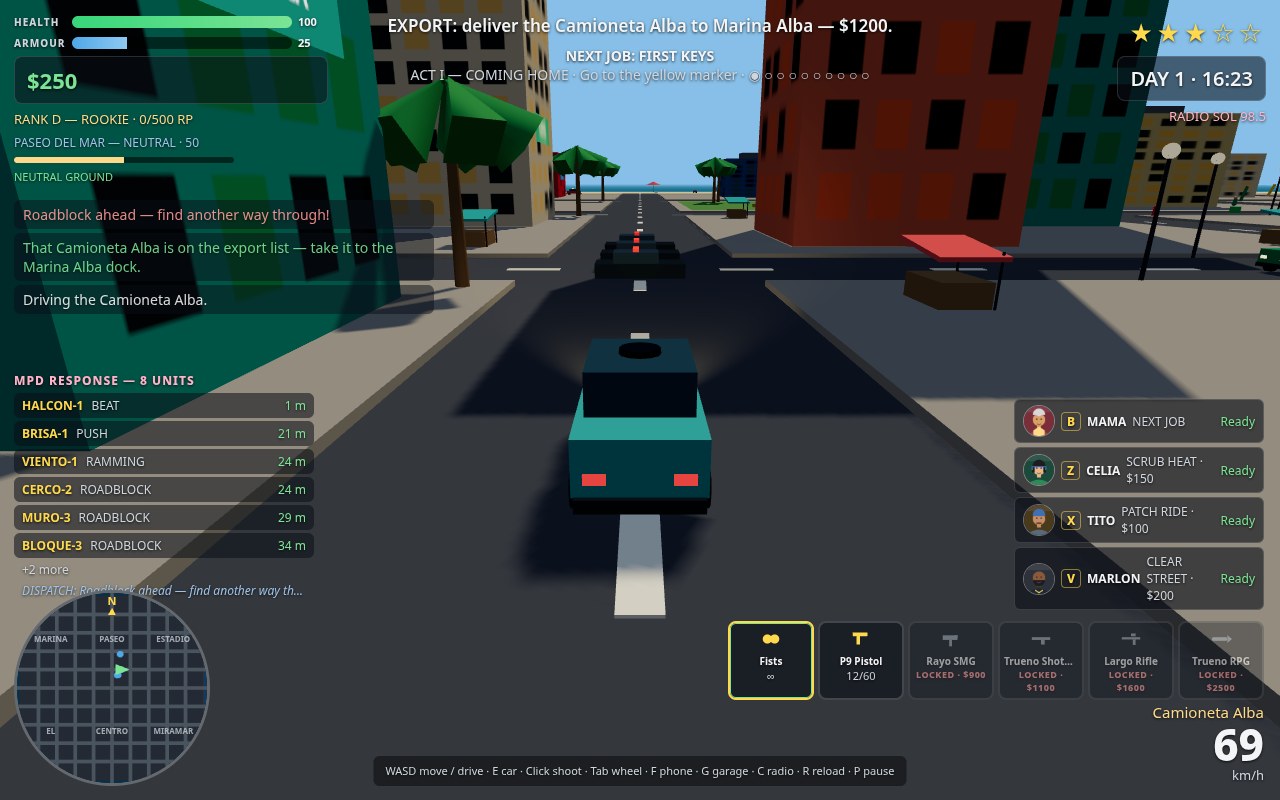 HEALTH 100
ARMOUR 25
$250
RANK D — ROOKIE · 0/500 RP
PASEO DEL MAR — NEUTRAL · 50
NEUTRAL GROUND
Roadblock ahead — find another way through!
That Camioneta Alba is on the export list — take it to the
Marina Alba dock.
Driving the Camioneta Alba.
EXPORT: deliver the Camioneta Alba to Marina Alba — $1200.
NEXT JOB: FIRST KEYS
ACT I — COMING HOME · Go to the yellow marker · ◉○○○○○○○○○
★★★☆☆
DAY 1 · 16:23
RADIO SOL 98.5
MPD RESPONSE — 8 UNITS
HALCON-1 BEAT 1 m
BRISA-1 PUSH 21 m
VIENTO-1 RAMMING 24 m
CERCO-2 ROADBLOCK 24 m
MURO-3 ROADBLOCK 29 m
BLOQUE-3 ROADBLOCK 34 m
+2 more
DISPATCH: Roadblock ahead — find another way th...
N
MARINA PASEO ESTADIO
EL CENTRO MIRAMAR
B MAMA NEXT JOB Ready
Z CELIA SCRUB HEAT ·
$150 Ready
X TITO PATCH RIDE ·
$100 Ready
V MARLON CLEAR
STREET ·
$200 Ready
Fists
∞
P9 Pistol
12/60
Rayo SMG
LOCKED · $900
Trueno Shot...
LOCKED ·
$1100
Largo Rifle
LOCKED ·
$1600
Trueno RPG
LOCKED ·
$2500
Camioneta Alba
69
km/h
WASD move / drive · E car · Click shoot · Tab wheel · F phone · G garage · C radio · R reload · P pause